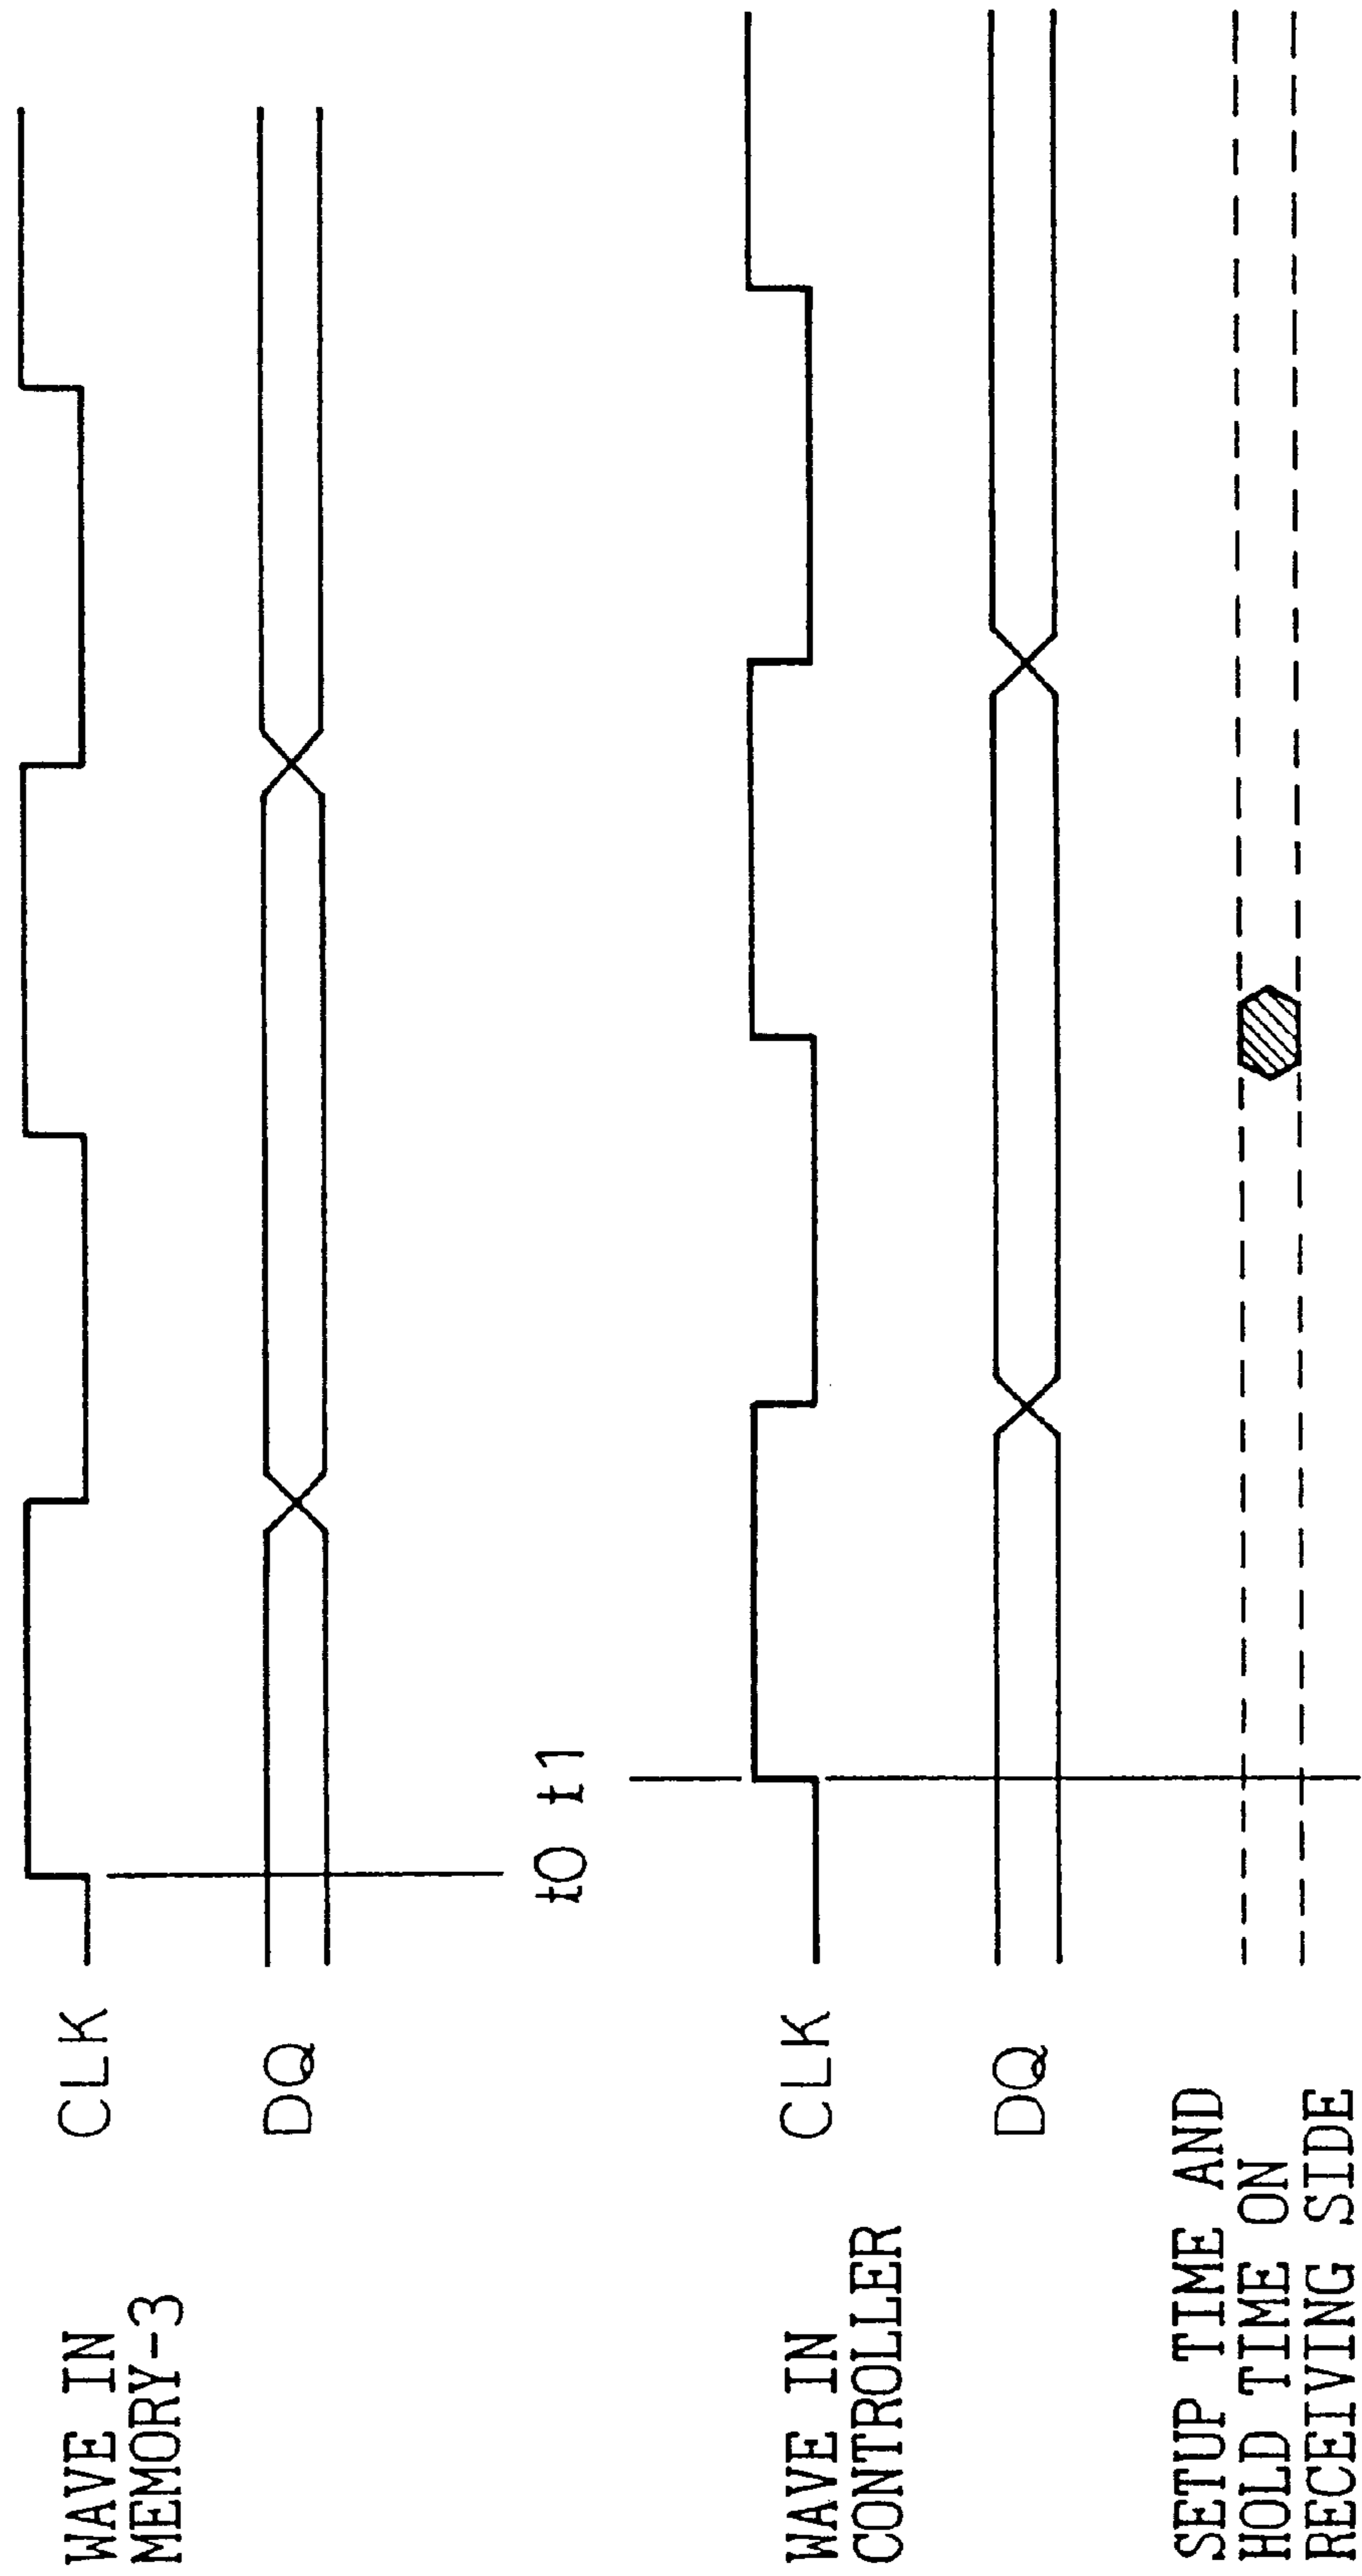 WAVE IN
MEMORY-3
CLK
DQ
t0 t1
WAVE IN
CONTROLLER
CLK
DQ
SETUP TIME AND
HOLD TIME ON
RECEIVING SIDE